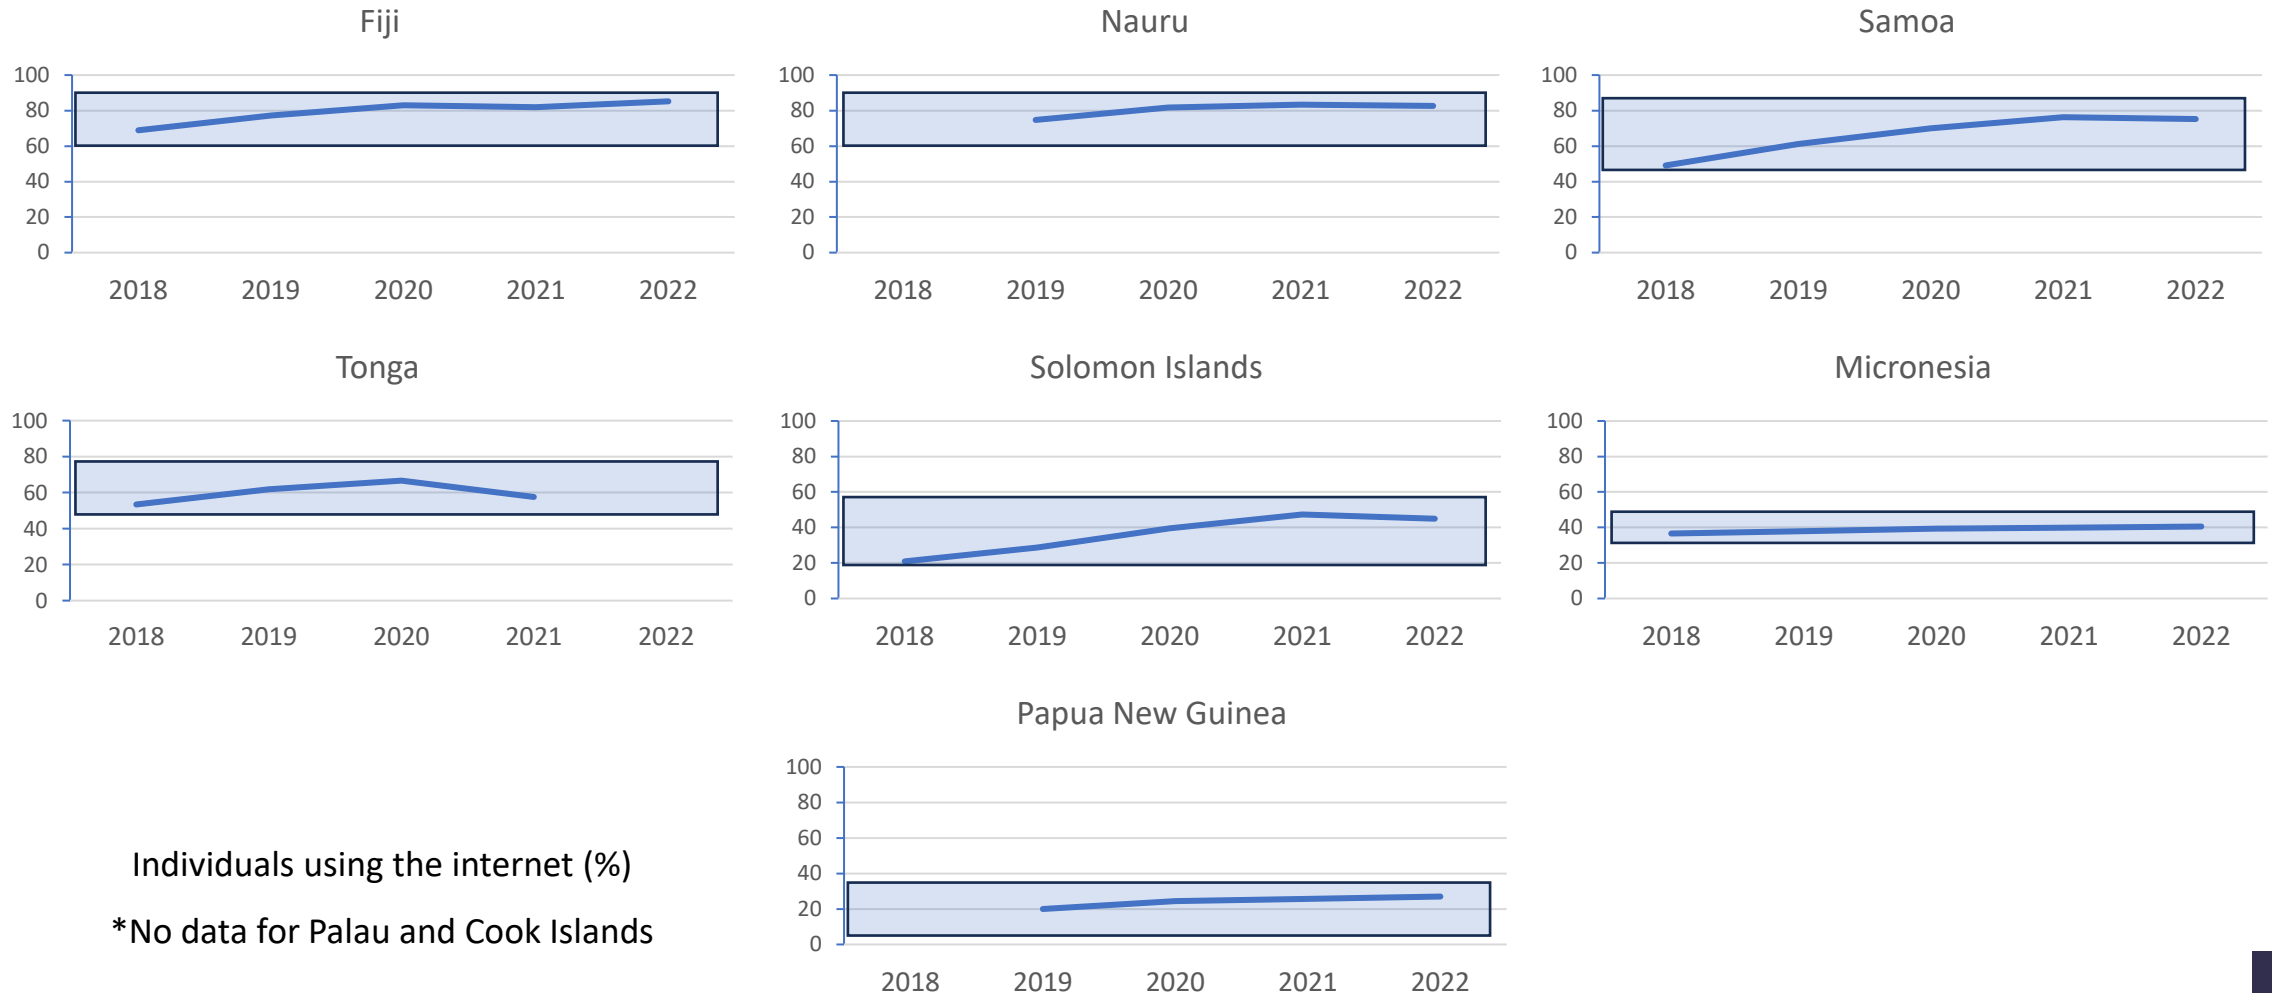 Fiji
100
80
60
40
20
0
2018 2019 2020 2021 2022
Nauru
100
80
60
40
20
0
2018 2019 2020 2021 2022
Samoa
100
80
60
40
20
0
2018 2019 2020 2021 2022
Tonga
100
80
60
40
20
0
2018 2019 2020 2021 2022
Solomon Islands
100
80
60
40
20
0
2018 2019 2020 2021 2022
Micronesia
100
80
60
40
20
0
2018 2019 2020 2021 2022
Papua New Guinea
100
80
60
40
20
0
2018 2019 2020 2021 2022
Individuals using the internet (%)
*No data for Palau and Cook Islands